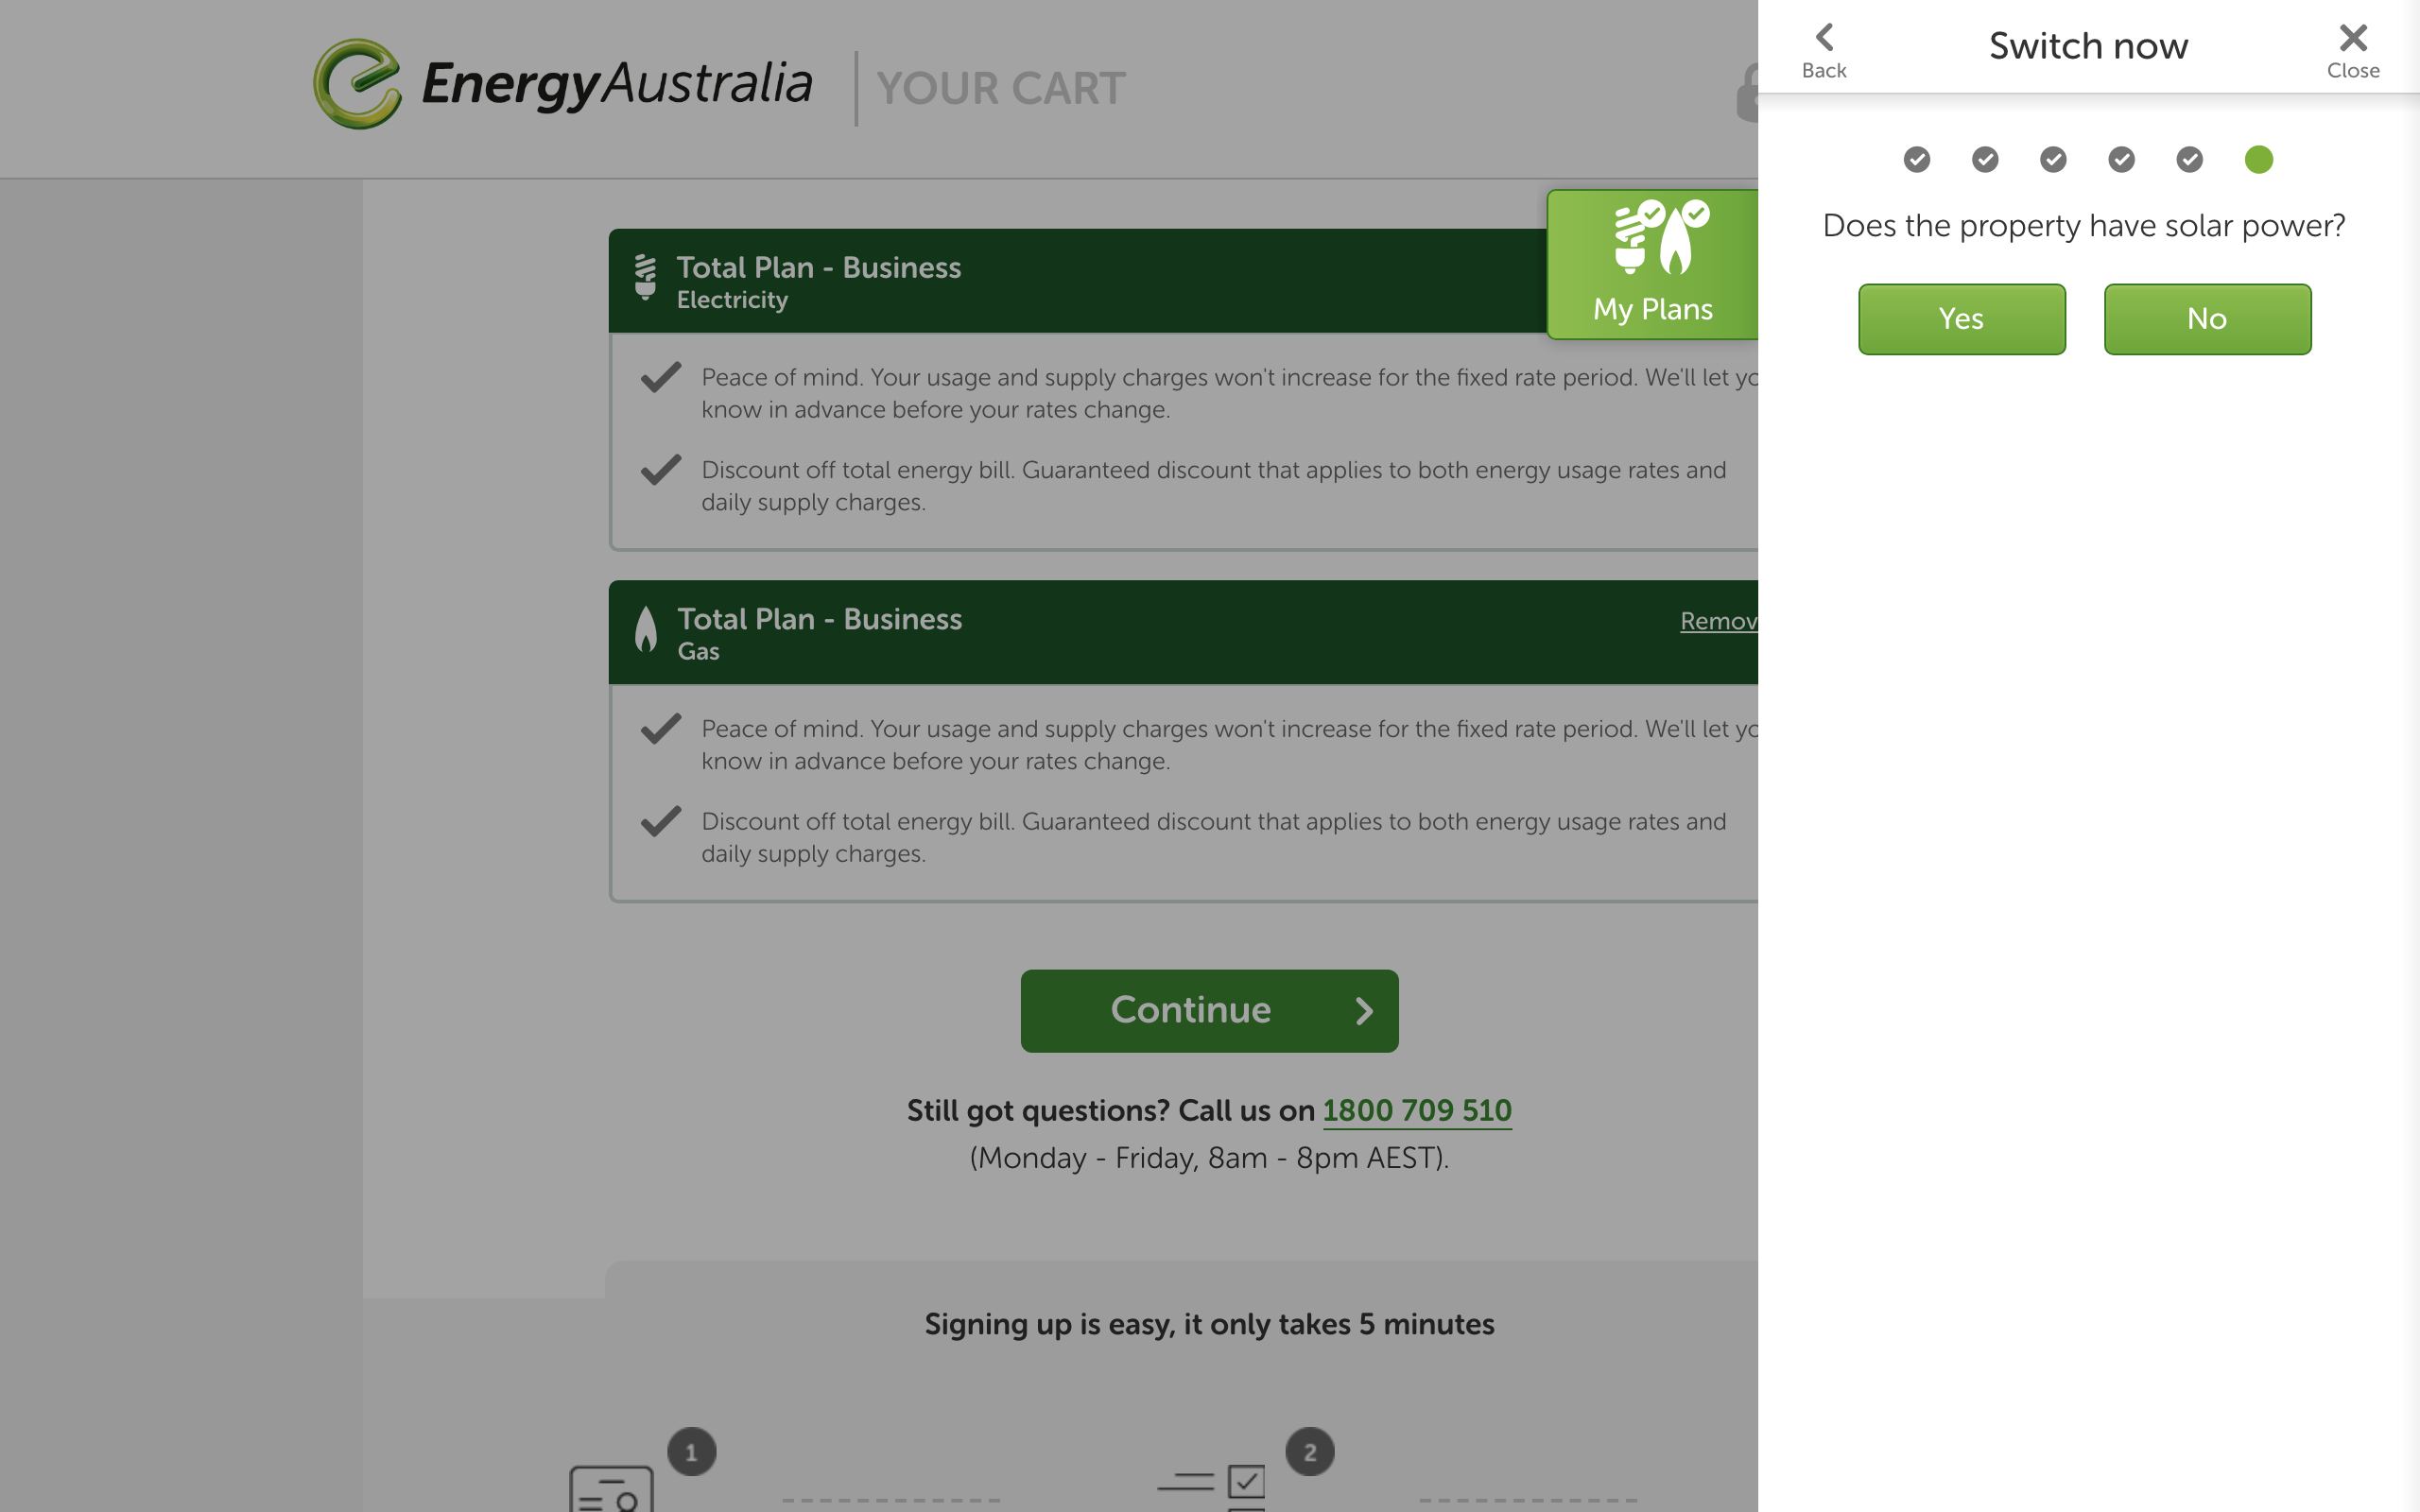 EnergyAustralia
YOUR CART
Total Plan - Business
Electricity
My Plans
Peace of mind. Your usage and supply charges won't increase for the fixed rate period. We'll let
know in advance before your rates change.
Discount off total energy bill. Guaranteed discount that applies to both energy usage rates and
daily supply charges.
Total Plan - Business
Gas
Peace of mind. Your usage and supply charges won't increase for the fixed rate period. We'll let
know in advance before your rates change.
Discount off total energy bill. Guaranteed discount that applies to both energy usage rates and
daily supply charges.
Continue
Still got questions? Call us on 1800 709 510
(Monday - Friday, 8am - 8pm AEST).
Signing up is easy, it only takes 5 minutes
1
2
Back
Switch now
Close
Does the property have solar power?
Yes
No